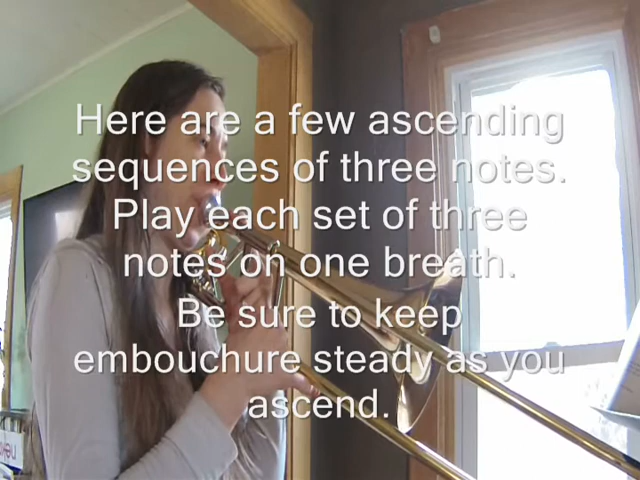 Here are a few ascending
sequences of three notes.
Play each set of three
notes on one breath.
Be sure to keep
embouchure steady as you
ascend.